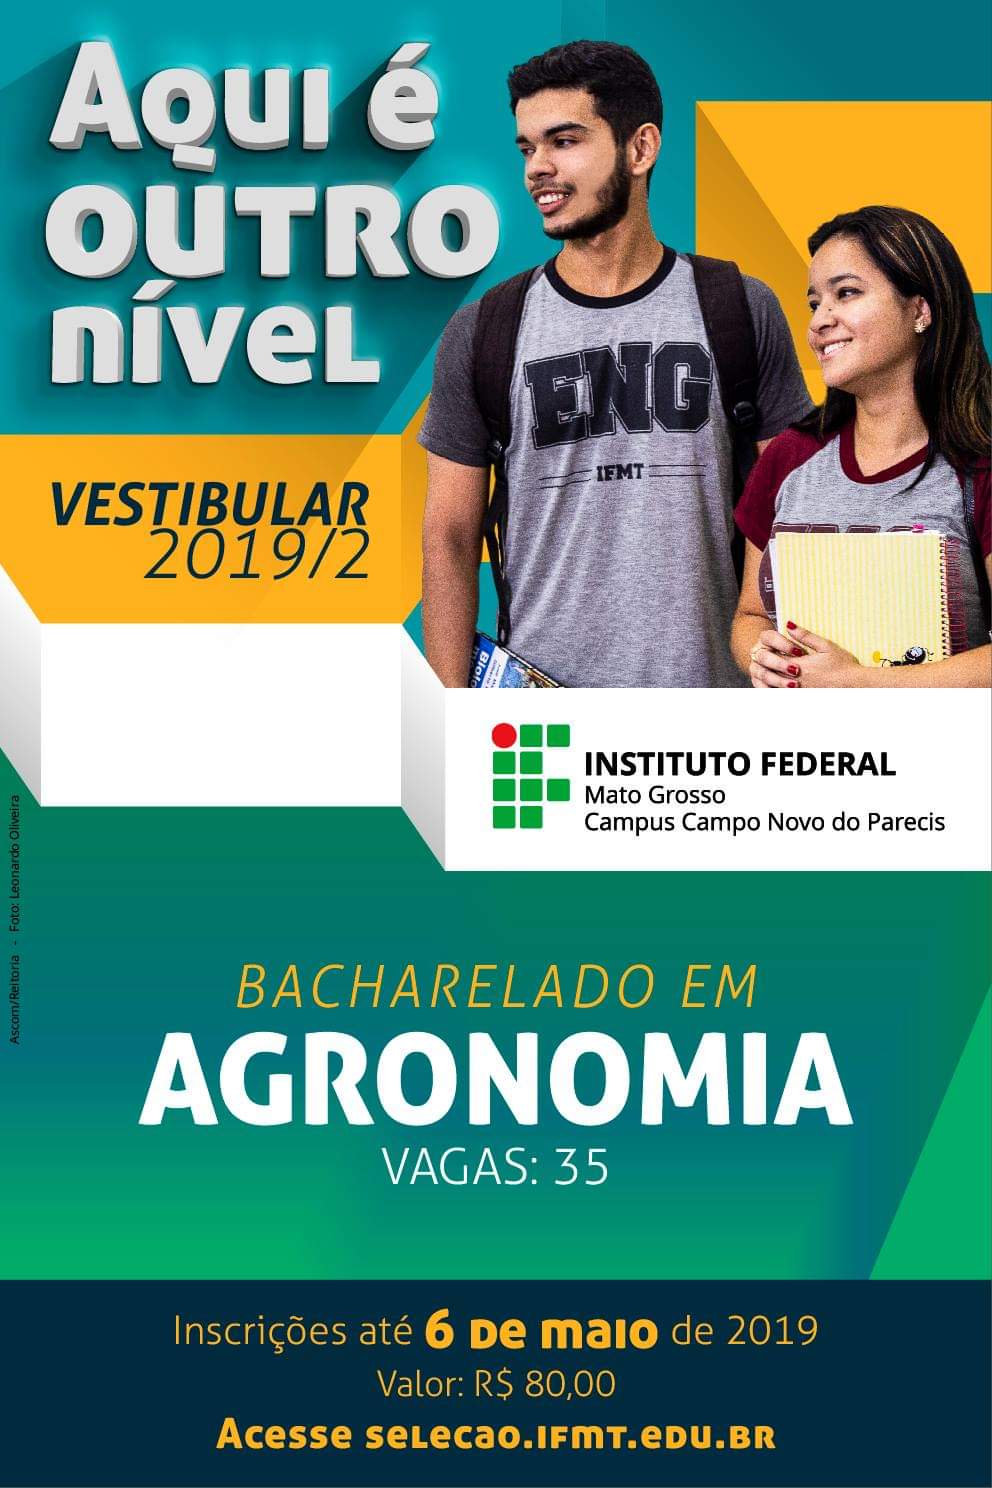 Aqui é
OUTRO
nível
VESTIBULAR
2019/2
ENG
IFMT
INSTITUTO FEDERAL
Mato Grosso
Campus Campo Novo do Parecis
Ascom/Reitoria - Foto: Leonardo Oliveira
BACHARELADO EM
AGRONOMIA
VAGAS: 35
Inscrições até 6 DE MAIO de 2019
Valor: R$ 80,00
Acesse selecao.ifmt.edu.br